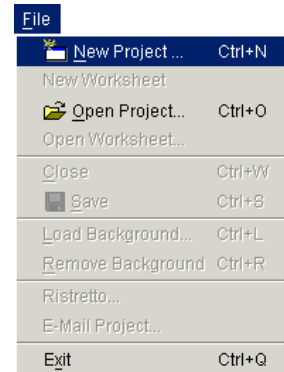 File
New Project ... Ctrl+N
New Worksheet
Open Project... Ctrl+O
Open Worksheet...
Close Ctrl+W
Save Ctrl+S
Load Background... Ctrl+L
Remove Background Ctrl+R
Ristretto...
E-Mail Project...
Exit Ctrl+Q